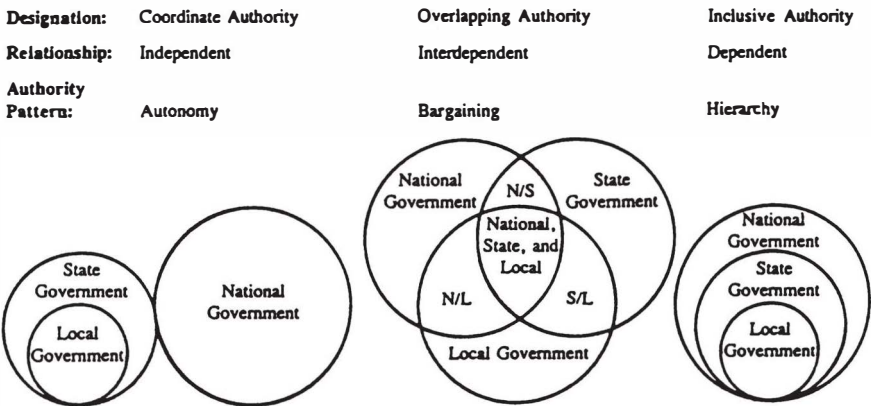 Designation: Coordinate Authority Overlapping Authority Inclusive Authority
Relationship: Independent Interdependent Dependent
Authority
Pattern: Autonomy Bargaining Hierarchy
State
Government
Local
Government
National
Government
National
Government
N/S
State
Government
National,
State, and
Local
N/L
S/L
Local Government
National
Government
State
Government
Local
Government